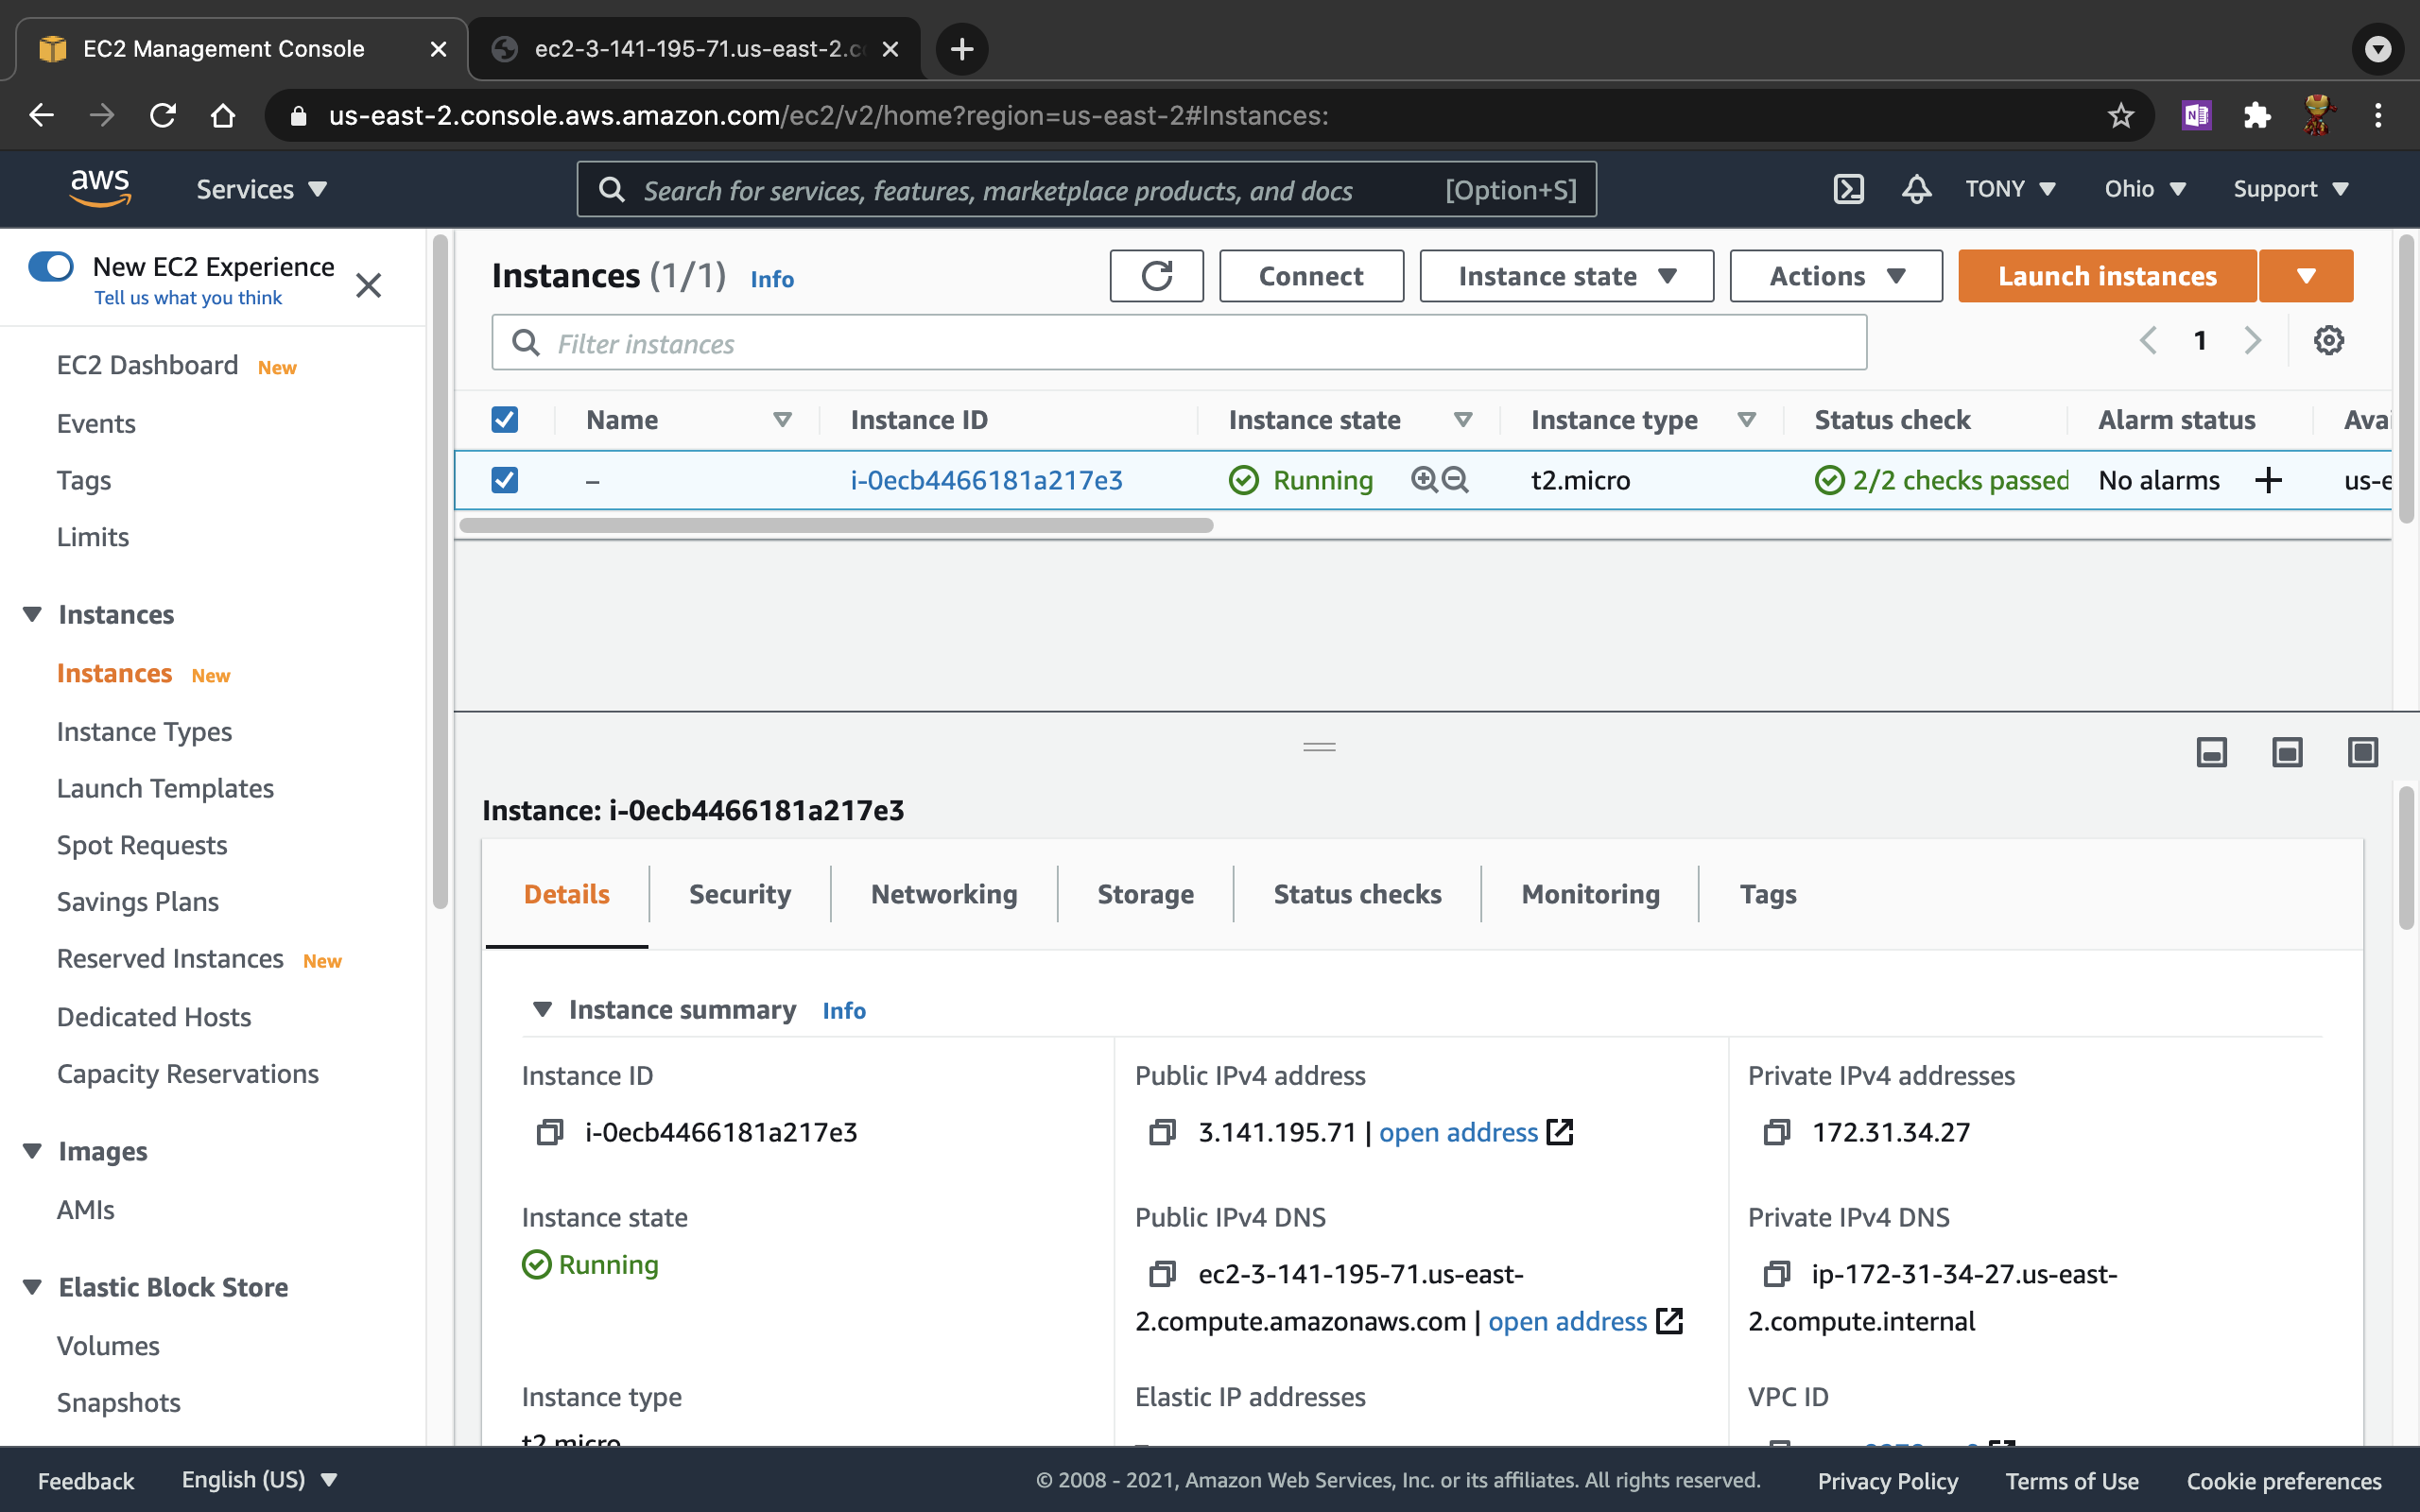 EC2 Management Console
ec2-3-141-195-71.us-east-2.c
us-east-2.console.aws.amazon.com/ec2/v2/home?region=us-east-2#Instances:
aws
Services
Search for services, features, marketplace products, and docs
[Option+S]
TONY
Ohio
Support
New EC2 Experience
Tell us what you think
EC2 Dashboard New
Events
Tags
Limits
Instances
Instances New
Instance Types
Launch Templates
Spot Requests
Savings Plans
Reserved Instances New
Dedicated Hosts
Capacity Reservations
Images
AMIs
Elastic Block Store
Volumes
Snapshots
Instances (1/1) Info
Connect
Instance state
Actions
Launch instances
Filter instances
1
Name Instance ID Instance state Instance type Status check Alarm status Avai
– i-0ecb4466181a217e3 Running t2.micro 2/2 checks passed No alarms + us-e
Instance: i-0ecb4466181a217e3
Details Security Networking Storage Status checks Monitoring Tags
Instance summary Info
Instance ID
i-0ecb4466181a217e3
Public IPv4 address
3.141.195.71 | open address
Private IPv4 addresses
172.31.34.27
Instance state
Running
Public IPv4 DNS
ec2-3-141-195-71.us-east-
2.compute.amazonaws.com | open address
Private IPv4 DNS
ip-172-31-34-27.us-east-
2.compute.internal
Instance type
t2.micro
Elastic IP addresses
VPC ID
Feedback
English (US)
© 2008 - 2021, Amazon Web Services, Inc. or its affiliates. All rights reserved.
Privacy Policy
Terms of Use
Cookie preferences